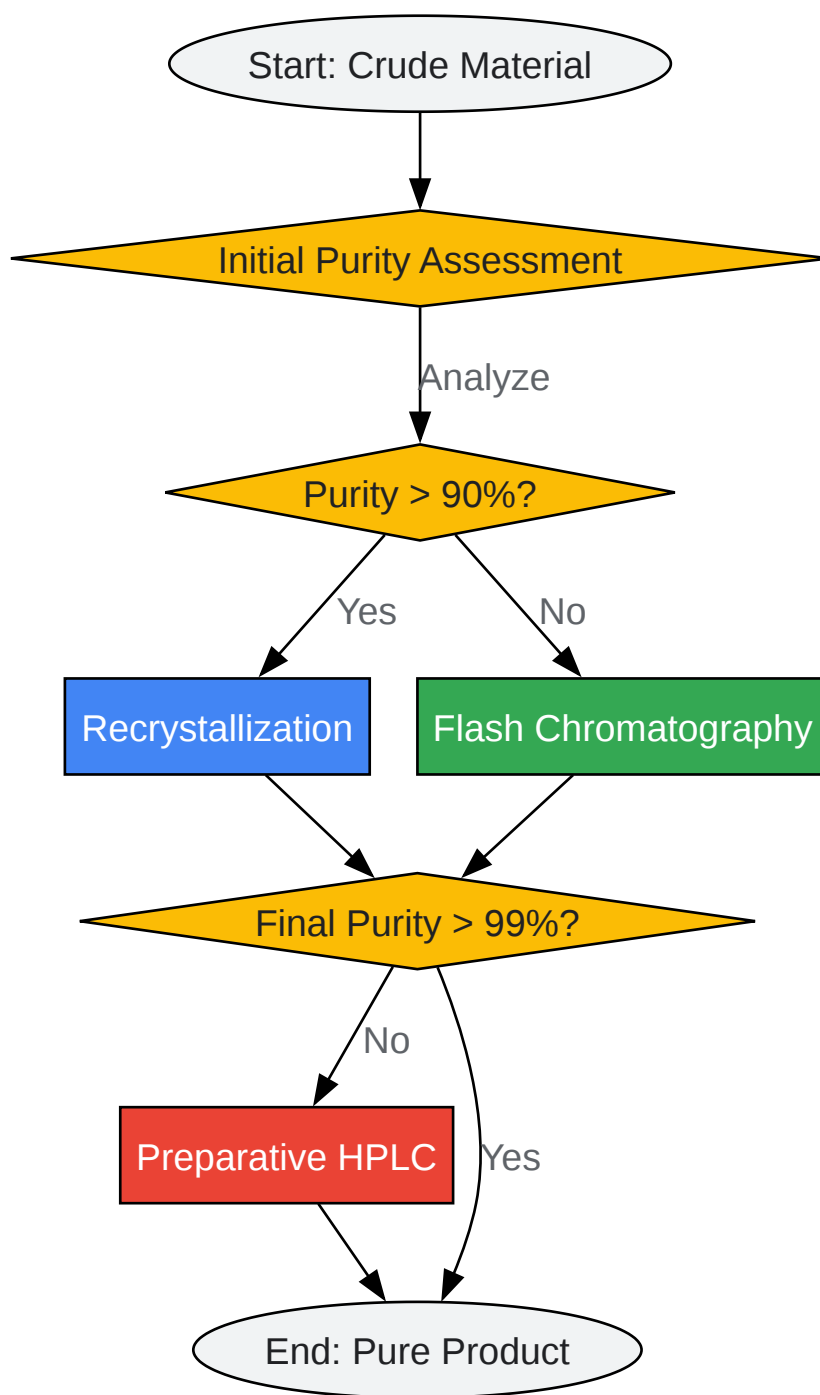 Start: Crude Material
Initial Purity Assessment
Analyze
Purity > 90%?
Yes
No
Recrystallization
Flash Chromatography
Final Purity > 99%?
No
Preparative HPLC
Yes
End: Pure Product